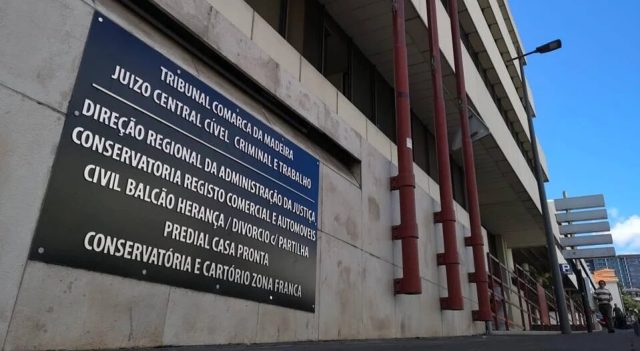 TRIBUNAL COMARCA DA MADEIRA
JUIZO CENTRAL CÍVEL CRIMINAL E TRABALHO
DIREÇÃO REGIONAL DA ADMINISTRAÇÃO DA JUSTIÇA
CONSERVATORIA REGISTO COMERCIAL E AUTOMOVEIS
CIVIL BALCÃO HERANÇA / DIVORCIO c/ PARTILHA
PREDIAL CASA PRONTA
CONSERVATÓRIA E CARTÓRIO ZONA FRANCA
P